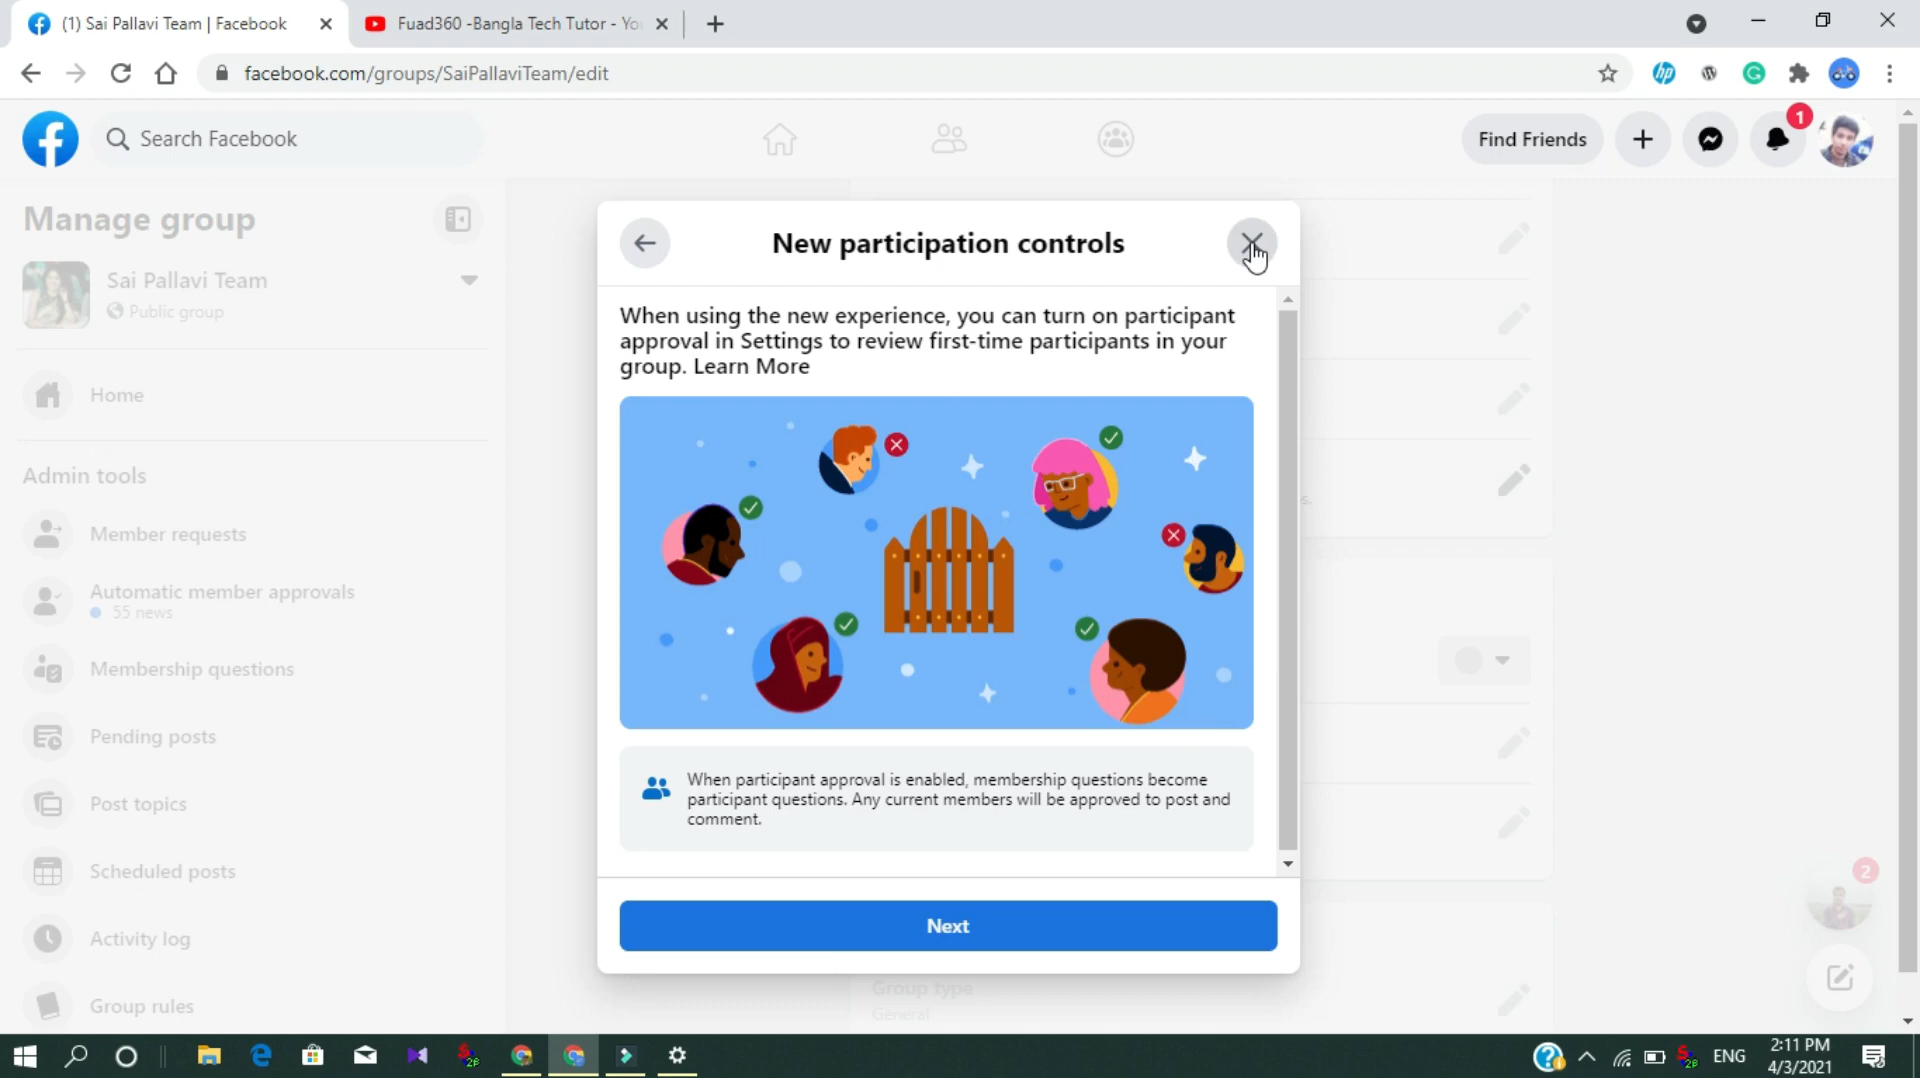 (1) Sai Pallavi Team | Facebook
Fuad360 -Bangla Tech Tutor - You
facebook.com/groups/SaiPallaviTeam/edit
hp
Search Facebook
Find Friends
1
Manage group
Sai Pallavi Team
Public group
Home
Admin tools
Member requests
Automatic member approvals
55 news
Membership questions
Pending posts
Post topics
Scheduled posts
Activity log
Group rules
New participation controls
When using the new experience, you can turn on participant
approval in Settings to review first-time participants in your
group. Learn More
When participant approval is enabled, membership questions become
participant questions. Any current members will be approved to post and
comment.
Next
Group type
General
2
ENG
2:11 PM
4/3/2021